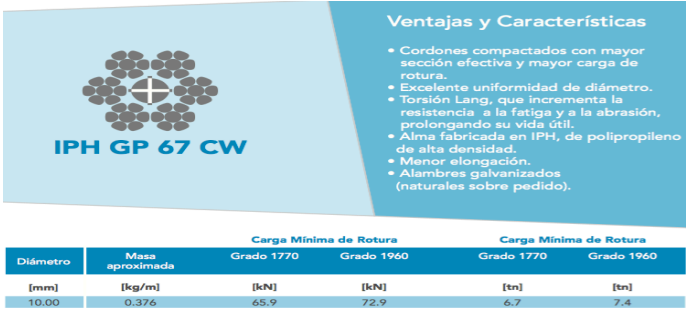 Ventajas y Características
• Cordones compactados con mayor
sección efectiva y mayor carga de
rotura.
• Excelente uniformidad de diámetro.
• Torsión Lang, que incrementa la
resistencia a la fatiga y a la abrasión,
prolongando su vida útil.
• Alma fabricada en IPH, de polipropileno
de alta densidad.
• Menor elongación.
• Alambres galvanizados
(naturales sobre pedido).
IPH GP 67 CW
Carga Mínima de Rotura Carga Mínima de Rotura
Diámetro Masa aproximada Grado 1770 Grado 1960 Grado 1770 Grado 1960
[mm] [kg/m] [kN] [kN] [tn] [tn]
10.00 0.376 65.9 72.9 6.7 7.4